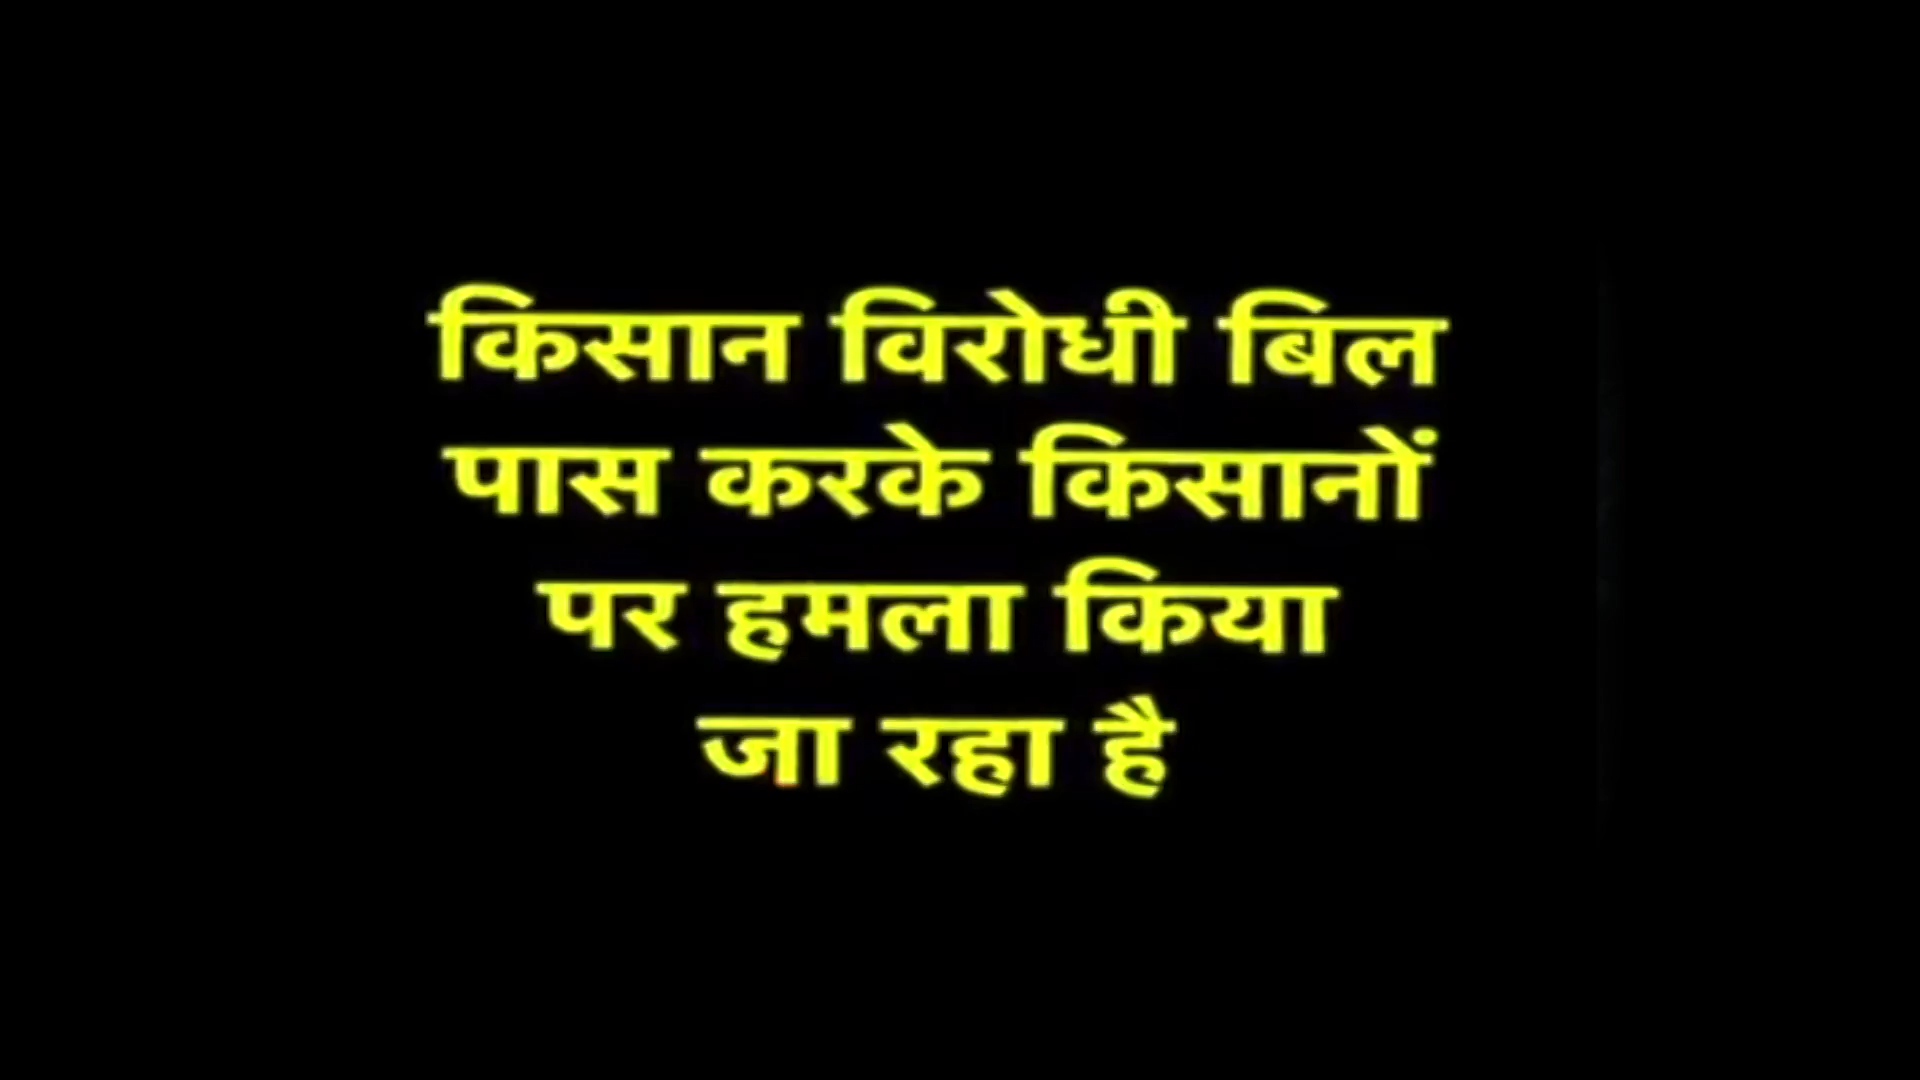 किसान विरोधी बिल
पास करके किसानों
पर हमला किया
जा रहा है